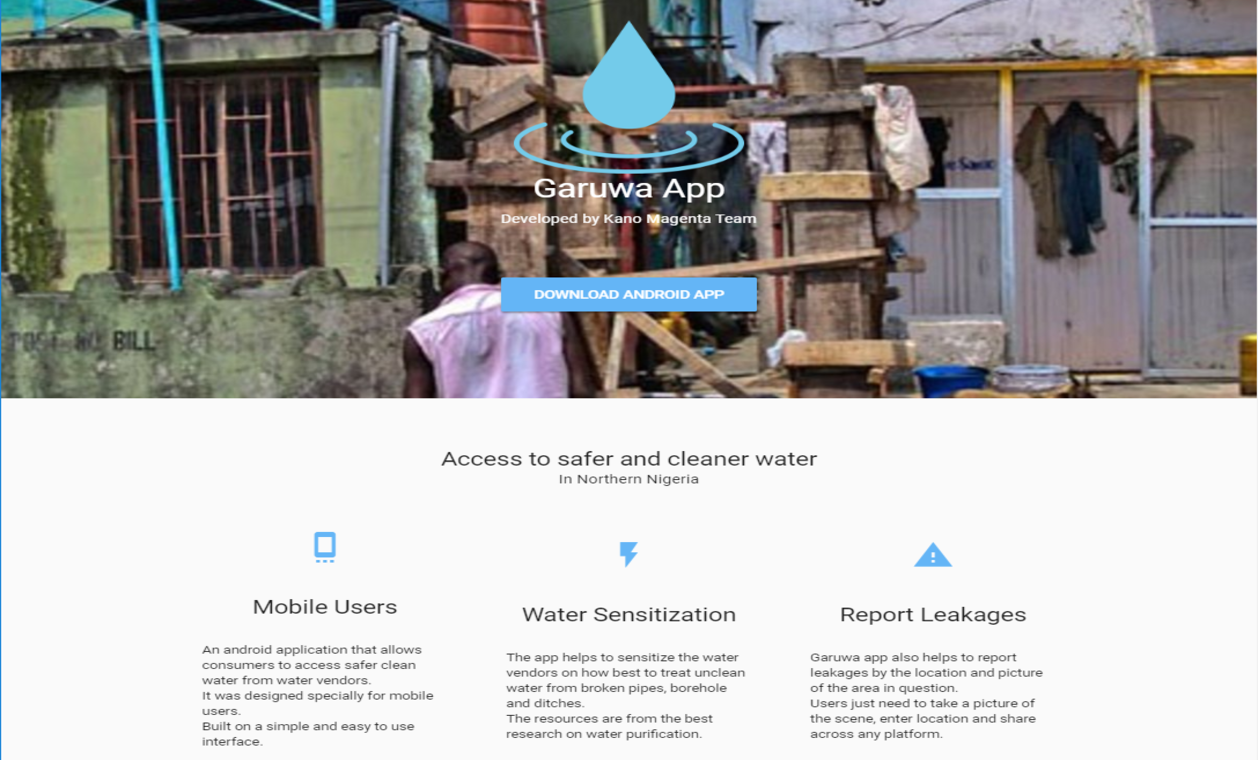 Garuwa App
Developed by Kano Magenta Team
DOWNLOAD ANDROID APP
POST NO BILL
Access to safer and cleaner water
In Northern Nigeria
Mobile Users
An android application that allows
consumers to access safer clean
water from water vendors.
It was designed specially for mobile
users.
Built on a simple and easy to use
interface.
Water Sensitization
The app helps to sensitize the water
vendors on how best to treat unclean
water from broken pipes, borehole
and ditches.
The resources are from the best
research on water purification.
Report Leakages
Garuwa app also helps to report
leakages by the location and picture
of the area in question.
Users just need to take a picture of
the scene, enter location and share
across any platform.